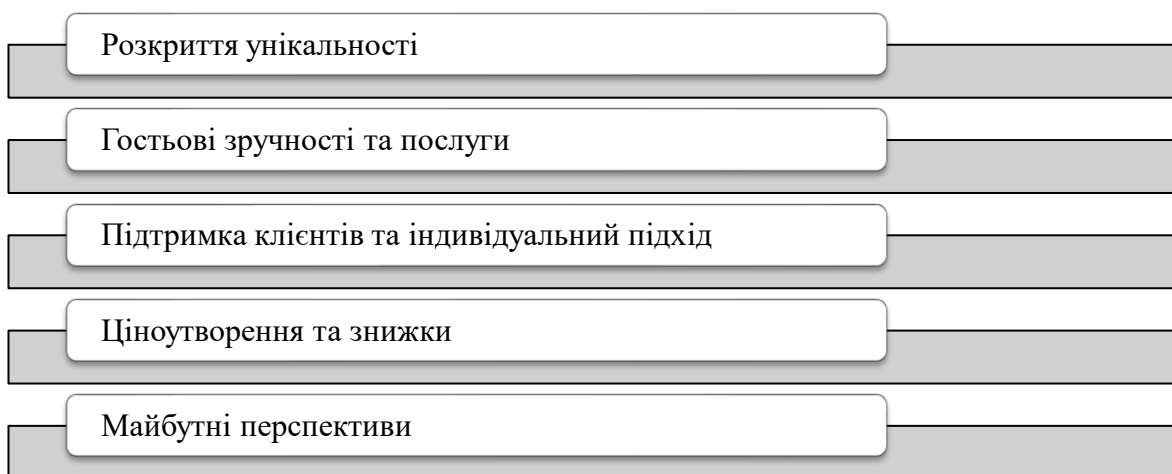 Розкриття унікальності
Гостьові зручності та послуги
Підтримка клієнтів та індивідуальний підхід
Ціноутворення та знижки
Майбутні перспективи